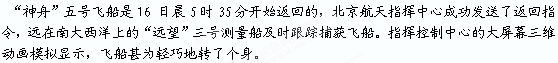 “神舟”五号飞船是 16 日晨 5 时 35 分开始返回的，北京航天指挥中心成功发送了返回指
令，远在南大西洋上的“远望”三号测量船及时跟踪捕获飞船。指挥控制中心的大屏幕三维
动画模拟显示，飞船甚为轻巧地转了个身。